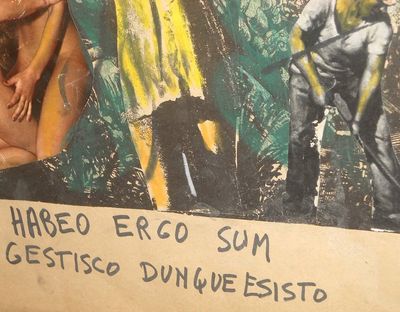 HABEO ERGO SUM
GESTISCO DUNQUE ESISTO